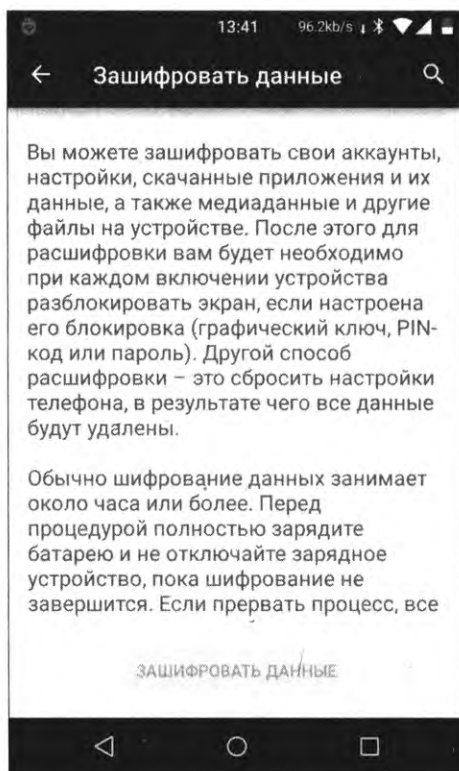 13:41 96.2kb/s
Зашифровать данные
Вы можете зашифровать свои аккаунты,
настройки, скачанные приложения и их
данные, а также медиаданные и другие
файлы на устройстве. После этого для
расшифровки вам будет необходимо
при каждом включении устройства
разблокировать экран, если настроена
его блокировка (графический ключ, PIN-
код или пароль). Другой способ
расшифровки – это сбросить настройки
телефона, в результате чего все данные
будут удалены.
Обычно шифрование данных занимает
около часа или более. Перед
процедурой полностью зарядите
батарею и не отключайте зарядное
устройство, пока шифрование не
завершится. Если прервать процесс, все
ЗАШИФРОВАТЬ ДАННЫЕ